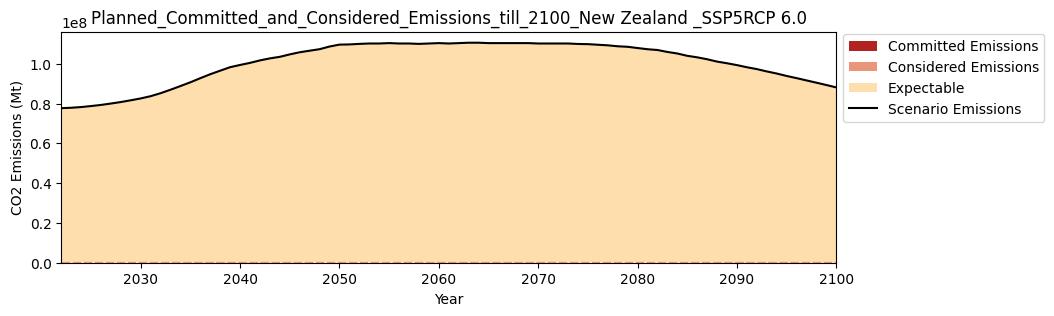 Planned_Committed_and_Considered_Emissions_till_2100_New Zealand _SSP5RCP 6.0
1e8
1.0
0.8
0.6
0.4
0.2
0.0
CO2 Emissions (Mt)
2030 2040 2050 2060 2070 2080 2090 2100
Year
Committed Emissions
Considered Emissions
Expectable
Scenario Emissions